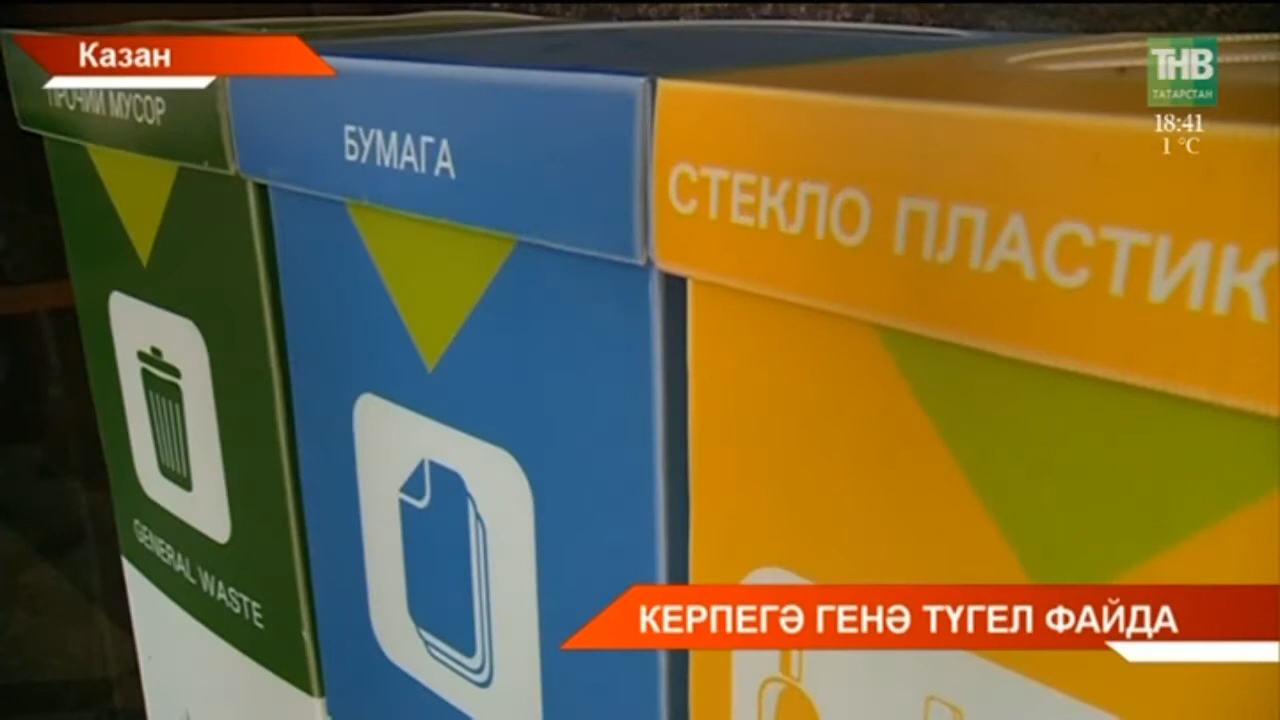 Казан
ТНВ
ТАТАРСТАН
18:41
1 °C
ПРОЧИЙ МУСОР
БУМАГА
СТЕКЛО ПЛАСТИК
GENERAL WASTE
КЕРПЕГӘ ГЕНӘ ТҮГЕЛ ФАЙДА